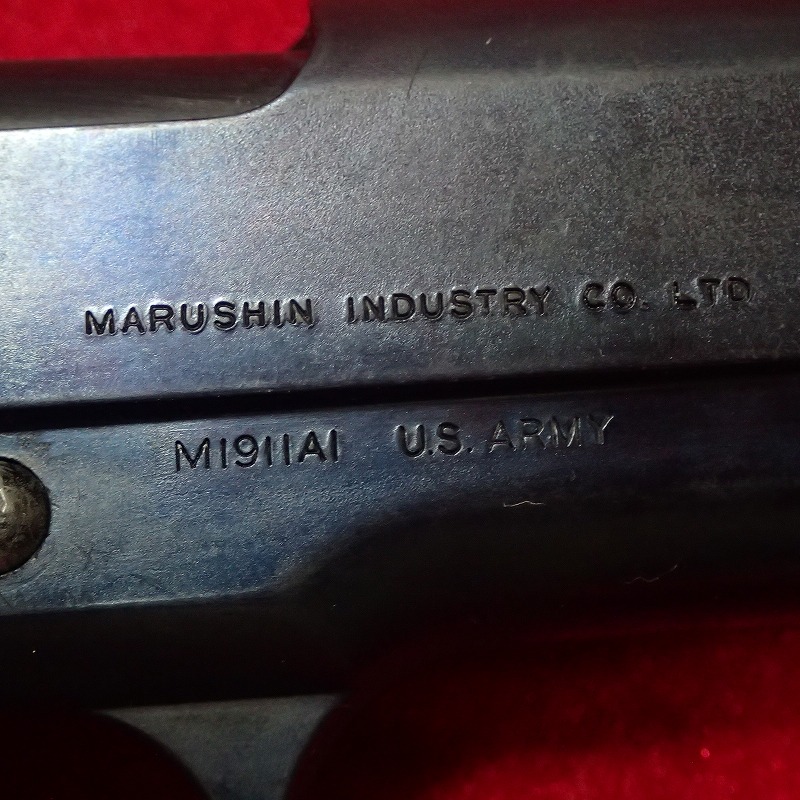 MARUSHIN INDUSTRY CO. LTD
M1911A1 U.S. ARMY